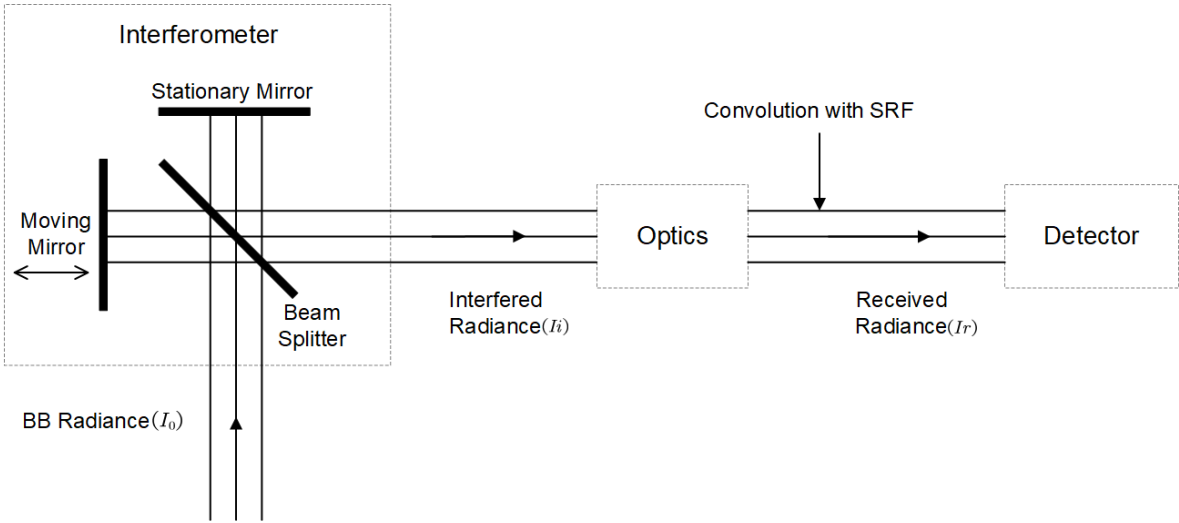 Interferometer
Stationary Mirror
Convolution with SRF
Moving
Mirror
Optics
Detector
Beam
Splitter
Interfered
Radiance(Ii)
Received
Radiance(Ir)
BB Radiance(I₀)